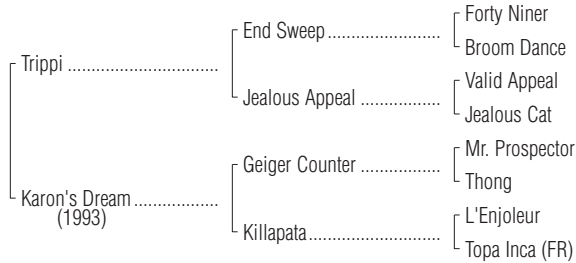 Forty Niner
End Sweep
Broom Dance
Trippi
Valid Appeal
Jealous Appeal
Jealous Cat
Mr. Prospector
Geiger Counter
Thong
Karon's Dream
(1993)
L'Enjoleur
Killapata
Topa Inca (FR)